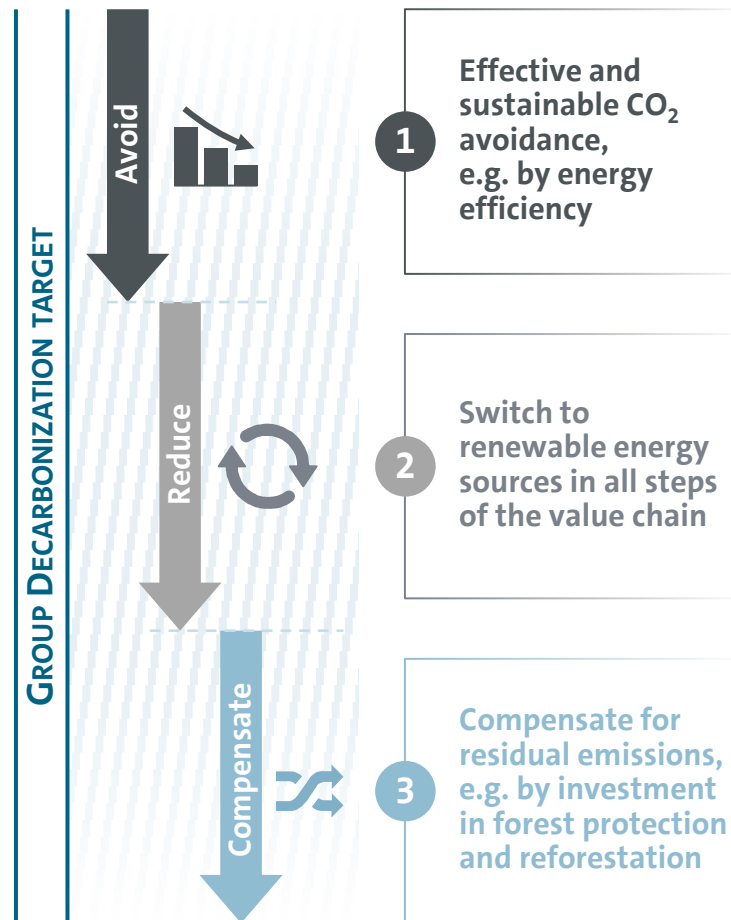 GROUP DECARBONIZATION TARGET
Avoid
1
Effective and
sustainable CO₂
avoidance,
e.g. by energy
efficiency
Reduce
2
Switch to
renewable energy
sources in all steps
of the value chain
Compensate
3
Compensate for
residual emissions,
e.g. by investment
in forest protection
and reforestation